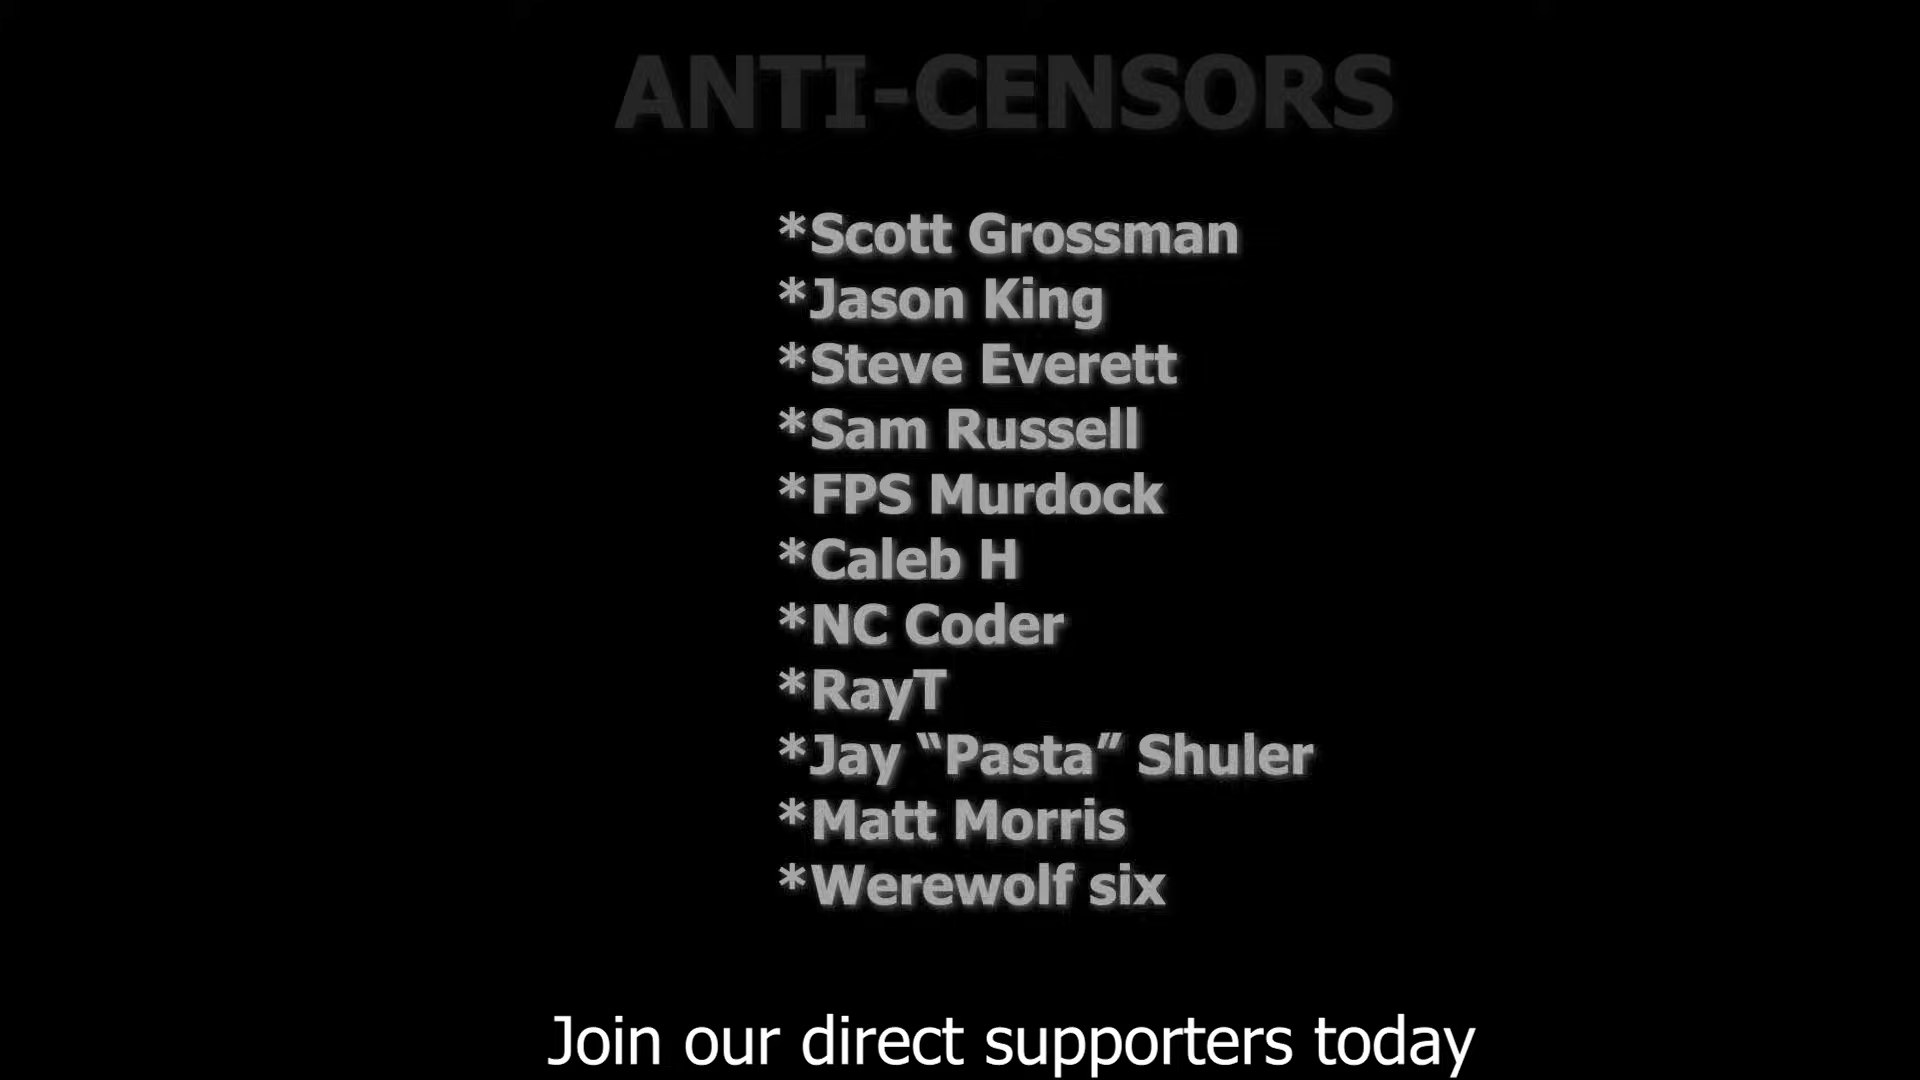 ANTI-CENSORS
*Scott Grossman
*Jason King
*Steve Everett
*Sam Russell
*FPS Murdock
*Caleb H
*NC Coder
*RayT
*Jay “Pasta” Shuler
*Matt Morris
*Werewolf six
Join our direct supporters today